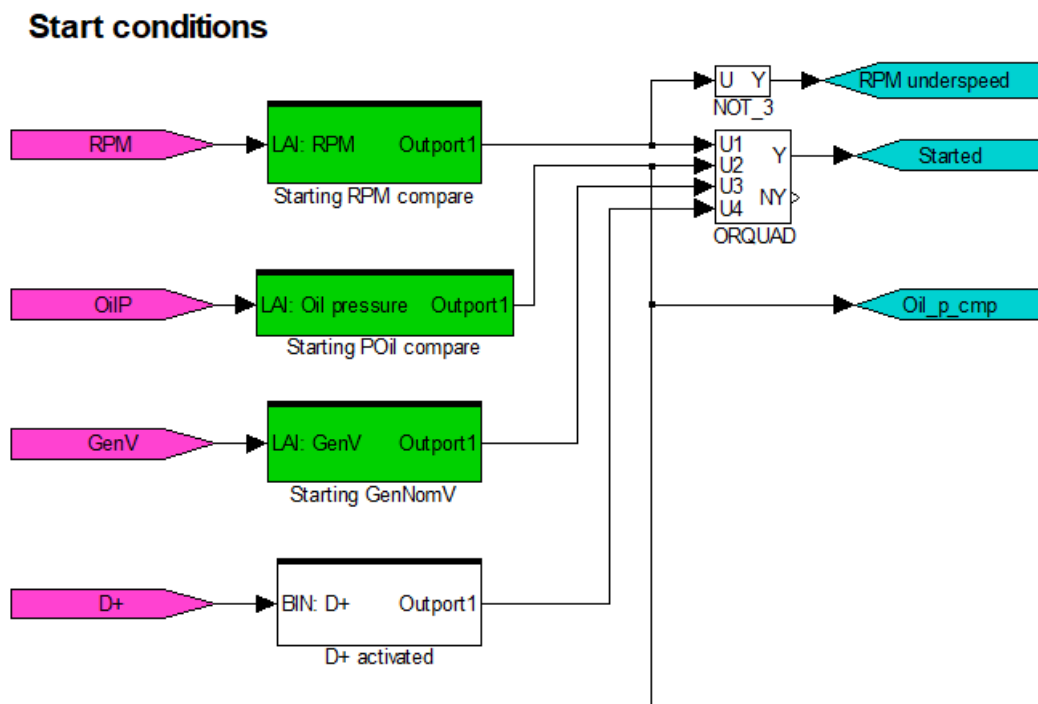 Start conditions
U Y
NOT_3
RPM underspeed
RPM
LAI: RPM Outport1
Starting RPM compare
U1
U2
U3
U4
Y
NY
ORQUAD
Started
OilP
LAI: Oil pressure Outport1
Starting POil compare
Oil_p_cmp
GenV
LAI: GenV Outport1
Starting GenNomV
D+
BIN: D+ Outport1
D+ activated